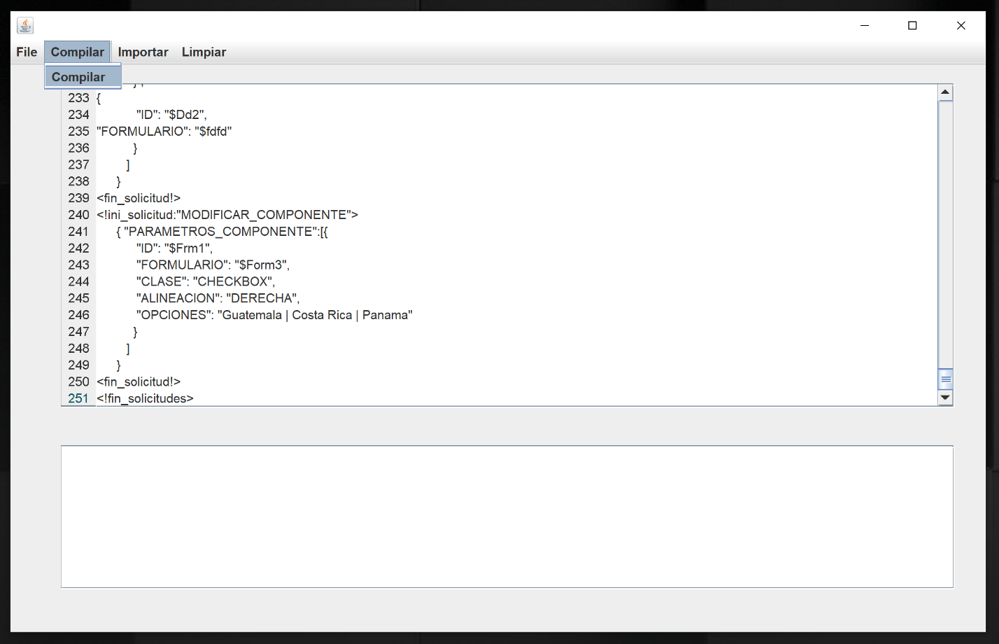 File Compilar Importar Limpiar
Compilar
233 {
234 "ID": "$Dd2",
235 "FORMULARIO": "$fdfd"
236 }
237 ]
238 }
239 <fin_solicitud!>
240 <!ini_solicitud:"MODIFICAR_COMPONENTE">
241 { "PARAMETROS_COMPONENTE":[{
242 "ID": "$Frm1",
243 "FORMULARIO": "$Form3",
244 "CLASE": "CHECKBOX",
245 "ALINEACION": "DERECHA",
246 "OPCIONES": "Guatemala | Costa Rica | Panama"
247 }
248 ]
249 }
250 <fin_solicitud!>
251 <!fin_solicitudes>